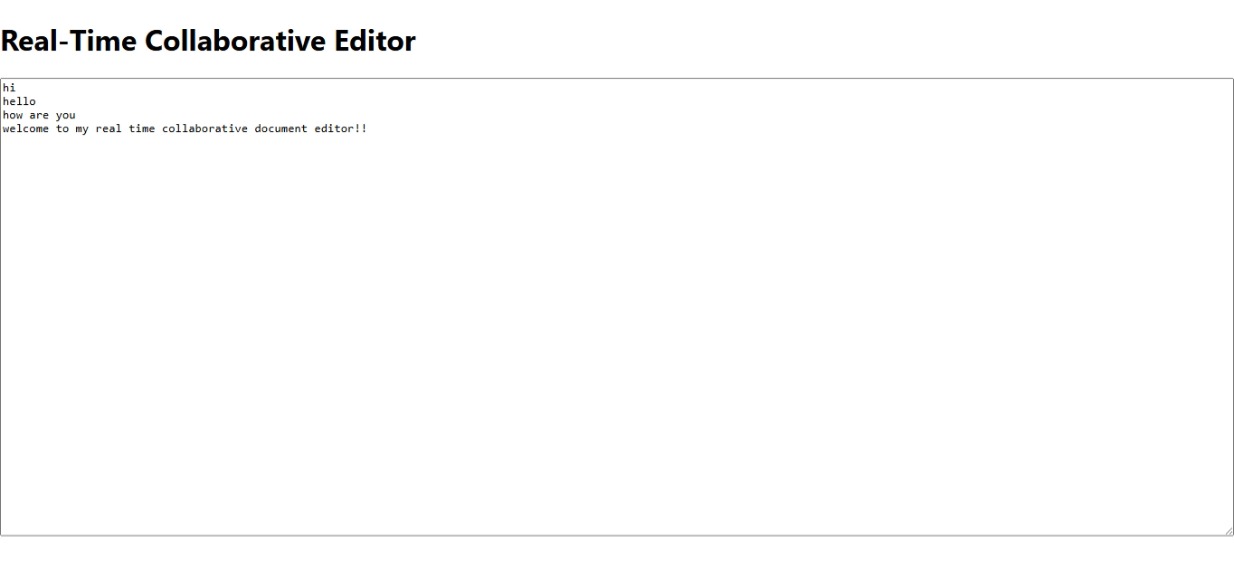 Real-Time Collaborative Editor
hi
hello
how are you
welcome to my real time collaborative document editor!!